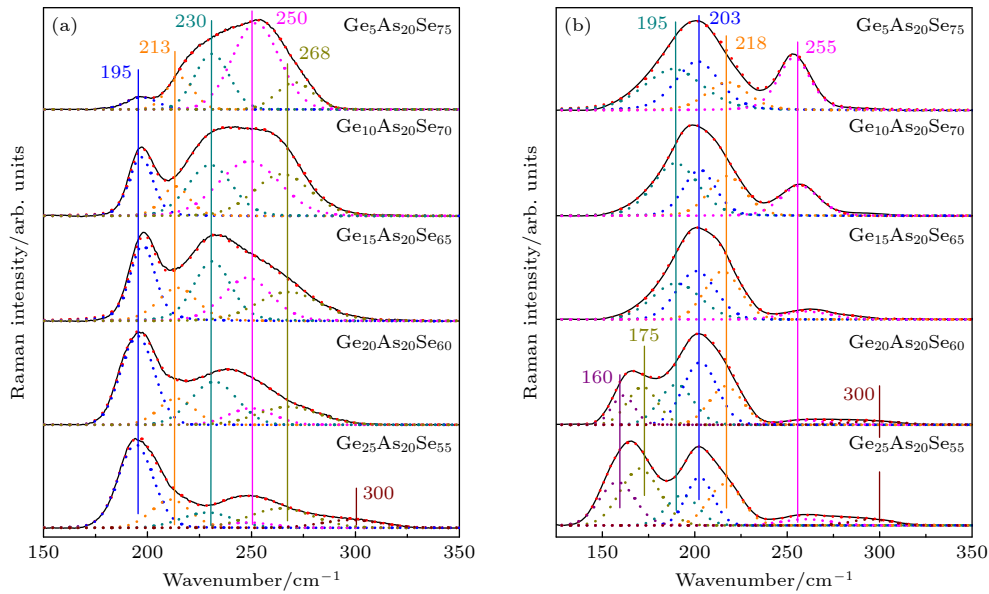 (a)
Ge₅As₂₀Se₇₅
195
213
230
250
268
Ge₁₀As₂₀Se₇₀
Ge₁₅As₂₀Se₆₅
Ge₂₀As₂₀Se₆₀
Ge₂₅As₂₀Se₅₅
300
Raman intensity/arb. units
150 200 250 300 350
Wavenumber/cm⁻¹
(b)
Ge₅As₂₀Se₇₅
195
203
218
255
Ge₁₀As₂₀Se₇₀
Ge₁₅As₂₀Se₆₅
Ge₂₀As₂₀Se₆₀
160
175
300
Ge₂₅As₂₀Se₅₅
Raman intensity/arb. units
150 200 250 300 350
Wavenumber/cm⁻¹